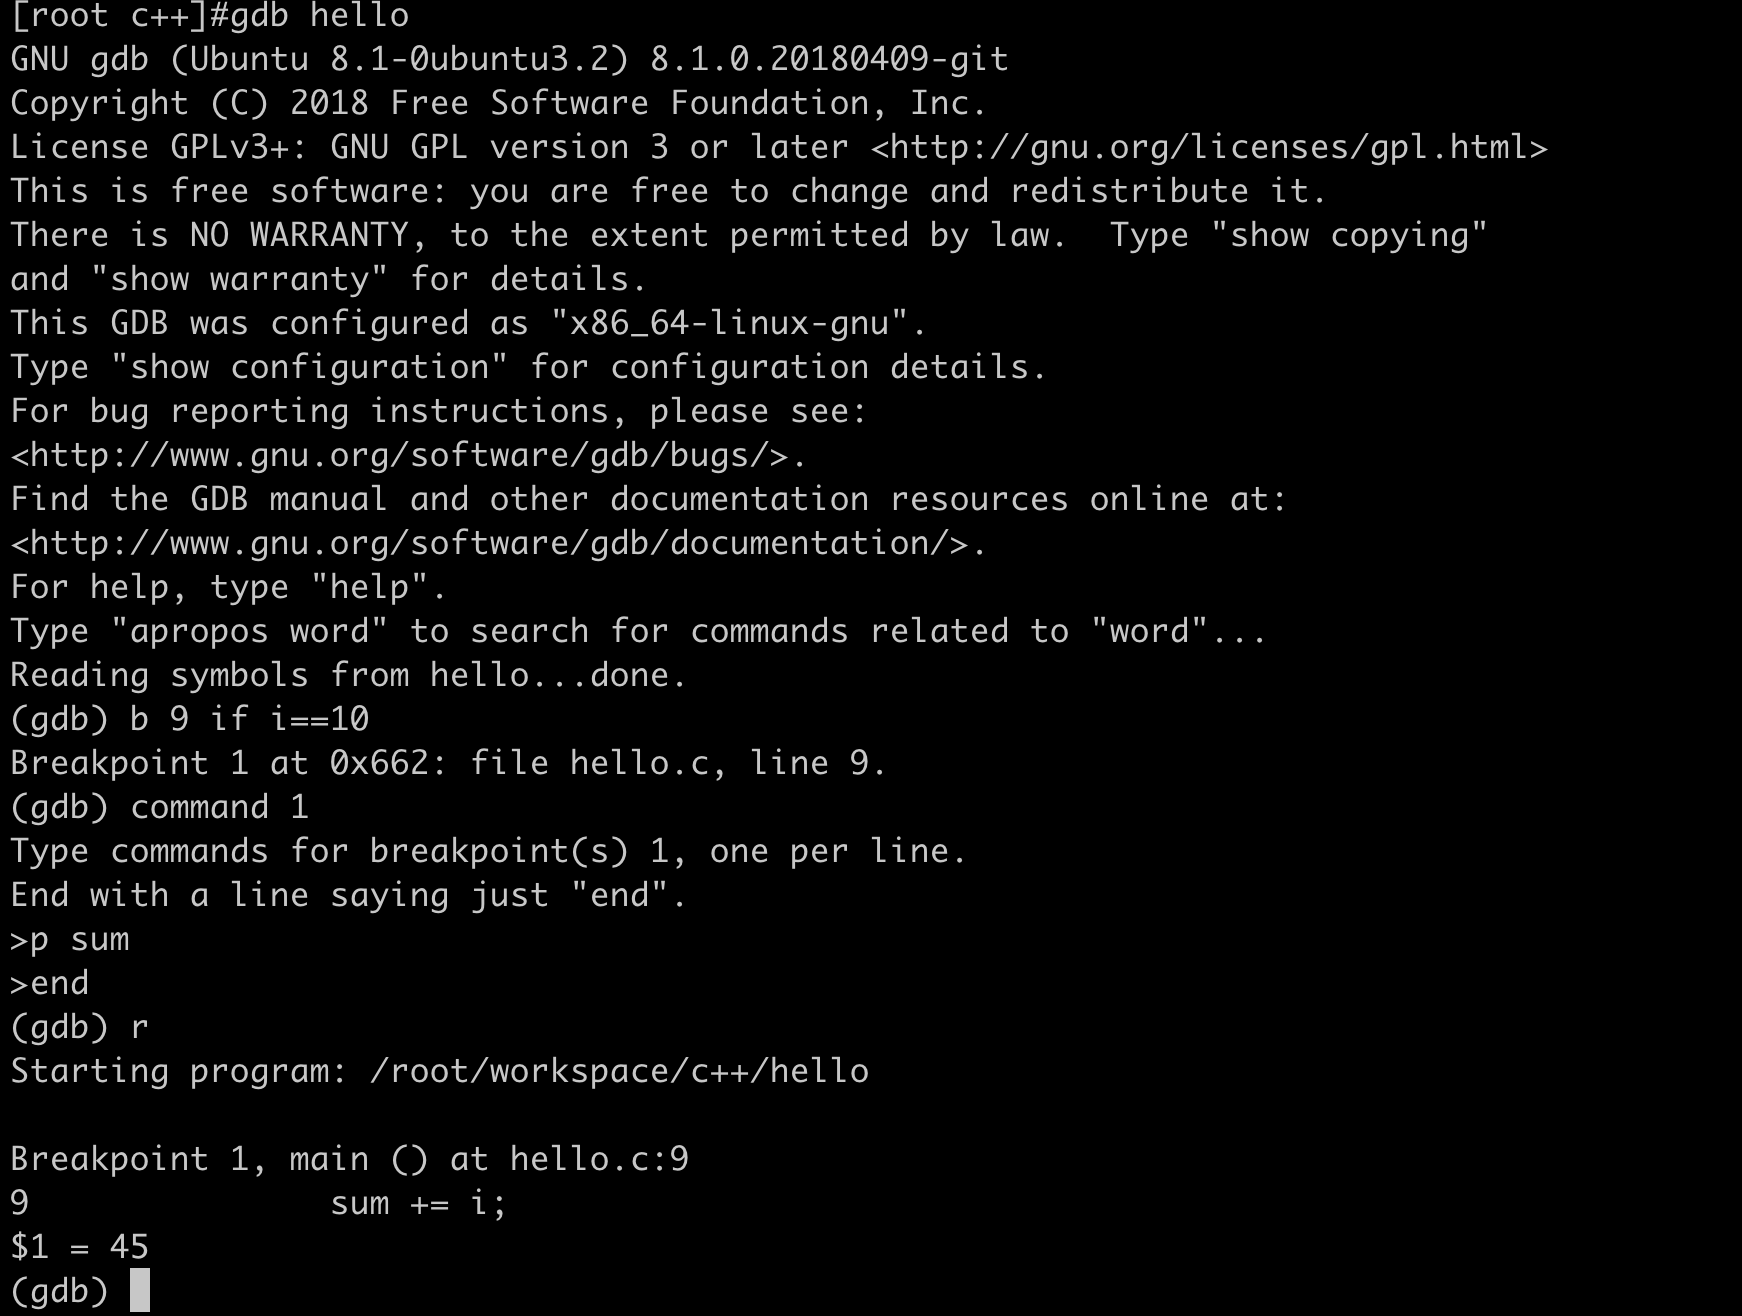 [root c++]#gdb hello
GNU gdb (Ubuntu 8.1-0ubuntu3.2) 8.1.0.20180409-git
Copyright (C) 2018 Free Software Foundation, Inc.
License GPLv3+: GNU GPL version 3 or later <http://gnu.org/licenses/gpl.html>
This is free software: you are free to change and redistribute it.
There is NO WARRANTY, to the extent permitted by law.  Type "show copying"
and "show warranty" for details.
This GDB was configured as "x86_64-linux-gnu".
Type "show configuration" for configuration details.
For bug reporting instructions, please see:
<http://www.gnu.org/software/gdb/bugs/>.
Find the GDB manual and other documentation resources online at:
<http://www.gnu.org/software/gdb/documentation/>.
For help, type "help".
Type "apropos word" to search for commands related to "word"...
Reading symbols from hello...done.
(gdb) b 9 if i==10
Breakpoint 1 at 0x662: file hello.c, line 9.
(gdb) command 1
Type commands for breakpoint(s) 1, one per line.
End with a line saying just "end".
>p sum
>end
(gdb) r
Starting program: /root/workspace/c++/hello

Breakpoint 1, main () at hello.c:9
9               sum += i;
$1 = 45
(gdb)